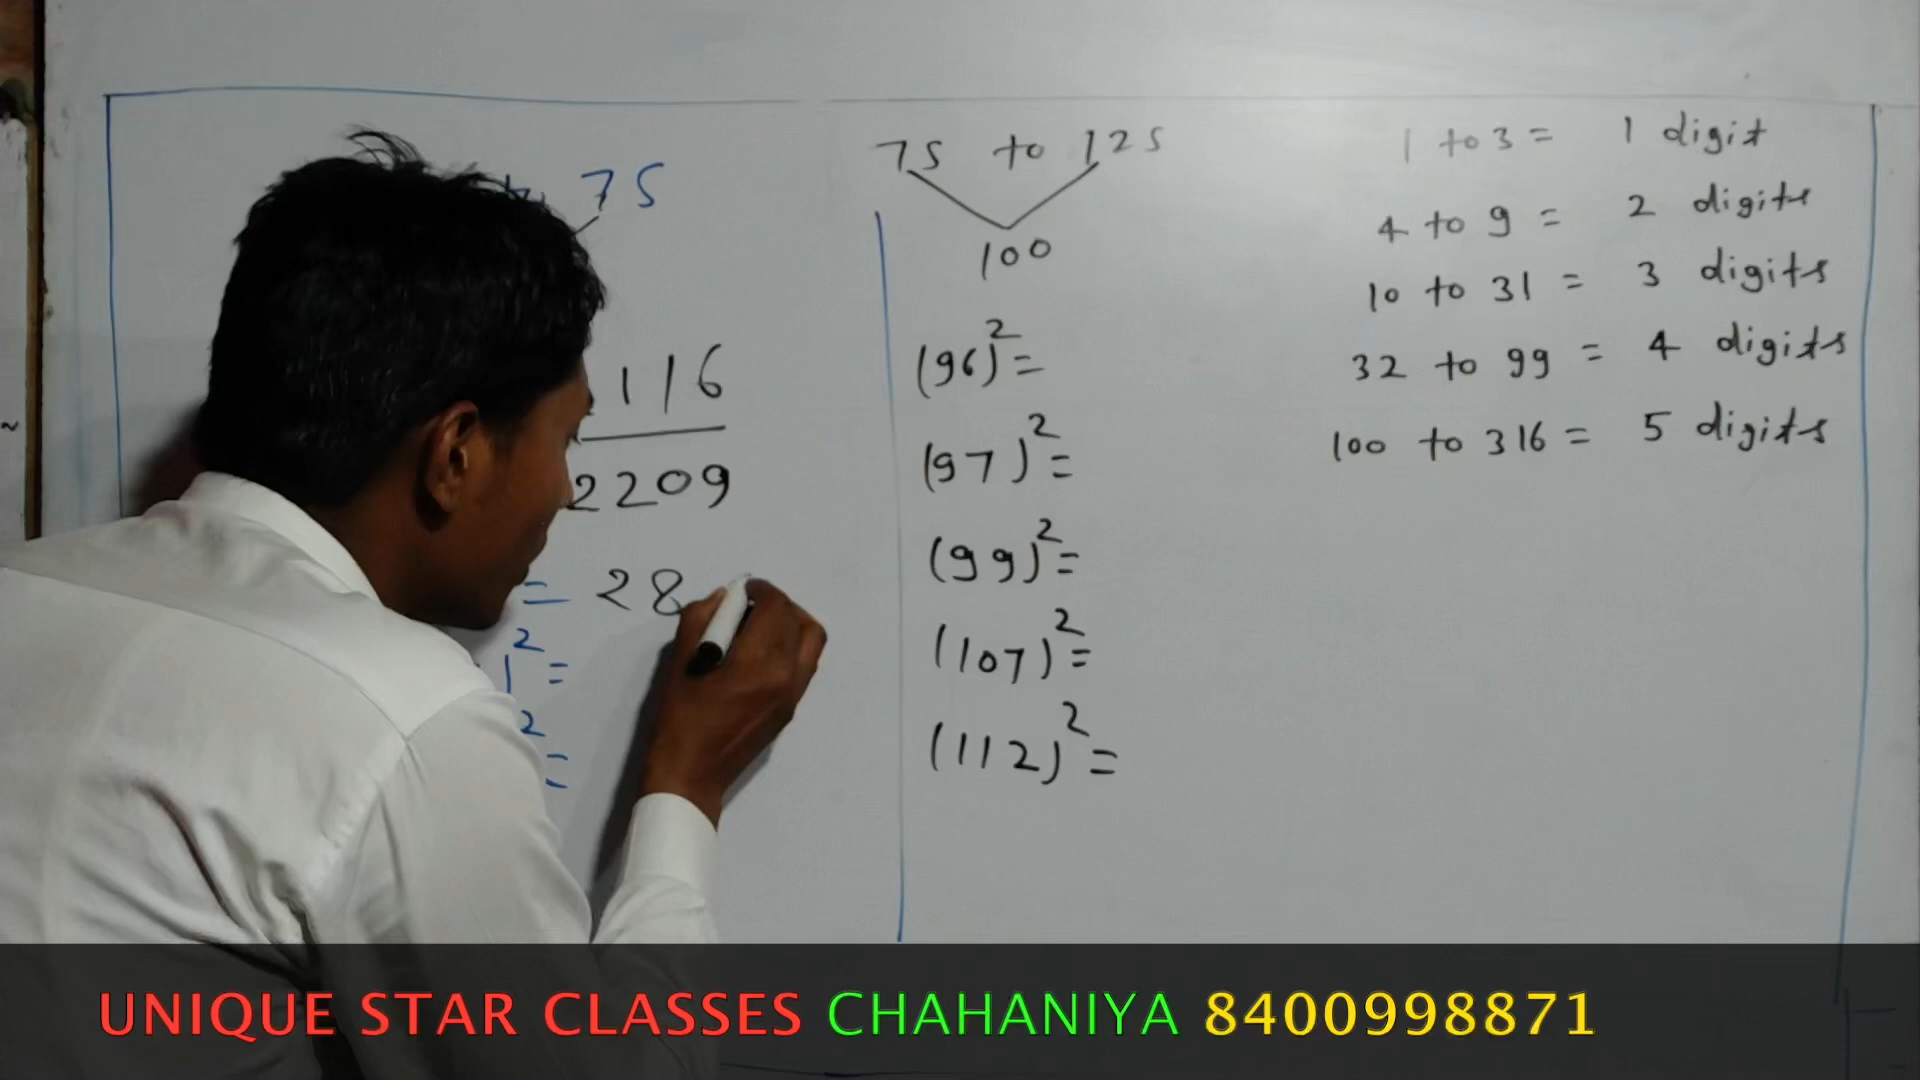 75
116
2209
= 28
2 =
2 =
75 to 125
100
(96)² =
(97)² =
(99)² =
(107)² =
(112)² =
1 to 3 = 1 digit
4 to 9 = 2 digits
10 to 31 = 3 digits
32 to 99 = 4 digits
100 to 316 = 5 digits
UNIQUE STAR CLASSES CHAHANIYA 8400998871